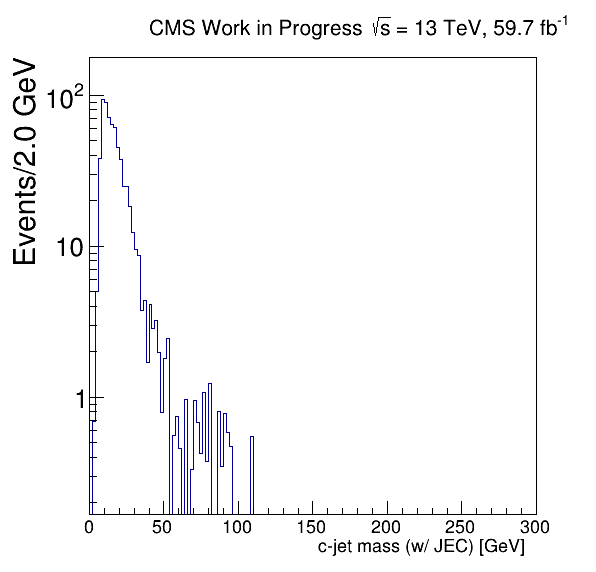 CMS Work in Progress √s = 13 TeV, 59.7 fb⁻¹
Events/2.0 GeV
10²
10
1
0 50 100 150 200 250 300
c-jet mass (w/ JEC) [GeV]